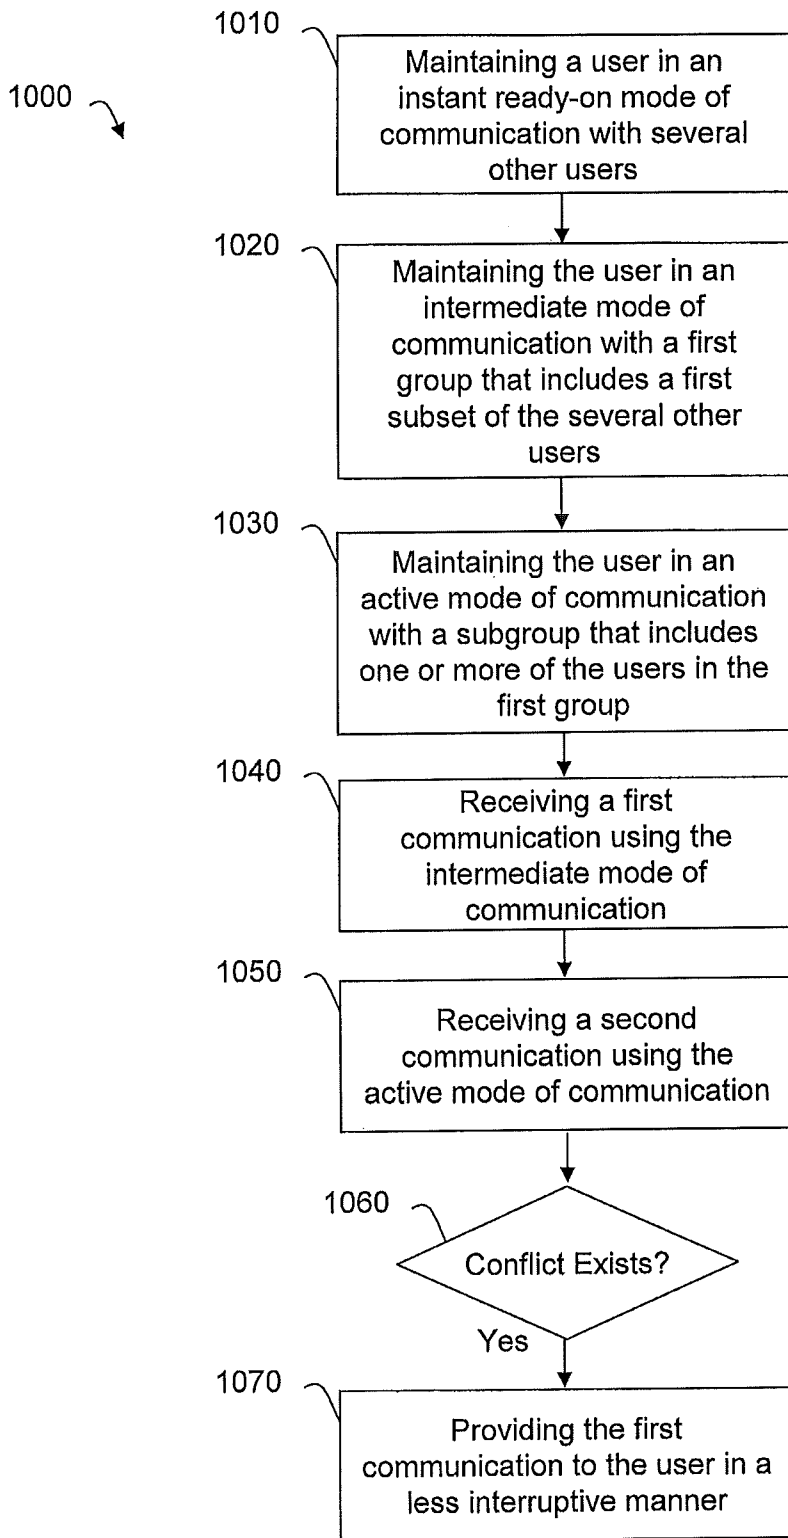 1000
1010
Maintaining a user in an
instant ready-on mode of
communication with several
other users
1020
Maintaining the user in an
intermediate mode of
communication with a first
group that includes a first
subset of the several other
users
1030
Maintaining the user in an
active mode of communication
with a subgroup that includes
one or more of the users in the
first group
1040
Receiving a first
communication using the
intermediate mode of
communication
1050
Receiving a second
communication using the
active mode of communication
1060
Conflict Exists?
Yes
1070
Providing the first
communication to the user in a
less interruptive manner